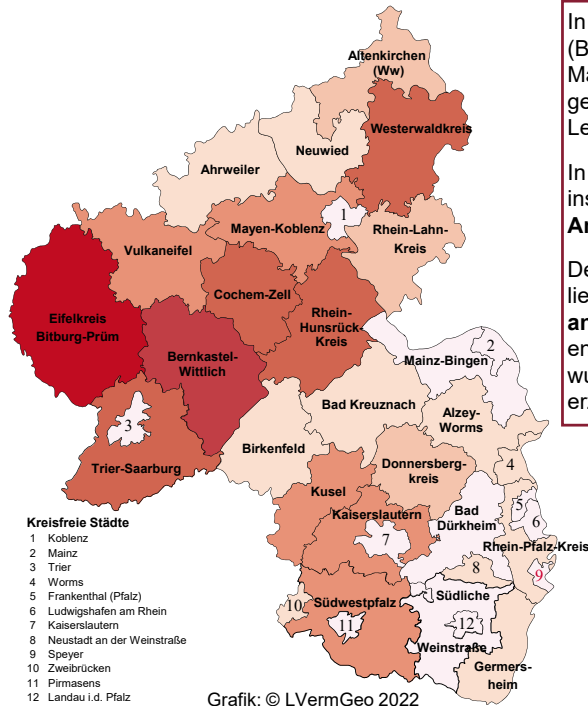 Altenkirchen
(Ww)
Westerwaldkreis
Neuwied
Ahrweiler
1
Mayen-Koblenz
Rhein-Lahn-
Kreis
Vulkaneifel
Cochem-Zell
Rhein-
Hunsrück-
Kreis
Eifelkreis
Bitburg-Prüm
Bernkastel-
Wittlich
2
Mainz-Bingen
Bad Kreuznach
Alzey-
Worms
3
Trier-Saarburg
Birkenfeld
Donnersberg-
kreis
4
Kusel
Kaiserslautern
Bad
Dürkheim
5
6
7
Rhein-Pfalz-Kreis
8
9
10
Südwestpfalz
11
Südliche
12
Weinstraße
Germers-
heim
Kreisfreie Städte
1 Koblenz
2 Mainz
3 Trier
4 Worms
5 Frankenthal (Pfalz)
6 Ludwigshafen am Rhein
7 Kaiserslautern
8 Neustadt an der Weinstraße
9 Speyer
10 Zweibrücken
11 Pirmasens
12 Landau i.d. Pfalz
Grafik: © LVermGeo 2022
In
(B
Ma
ge
Le
In
ins
Ar
De
lie
an
en
wu
erz